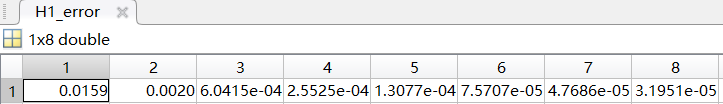 H1_error
1x8 double
1 2 3 4 5 6 7 8
1 0.0159 0.0020 6.0415e-04 2.5525e-04 1.3077e-04 7.5707e-05 4.7686e-05 3.1951e-05